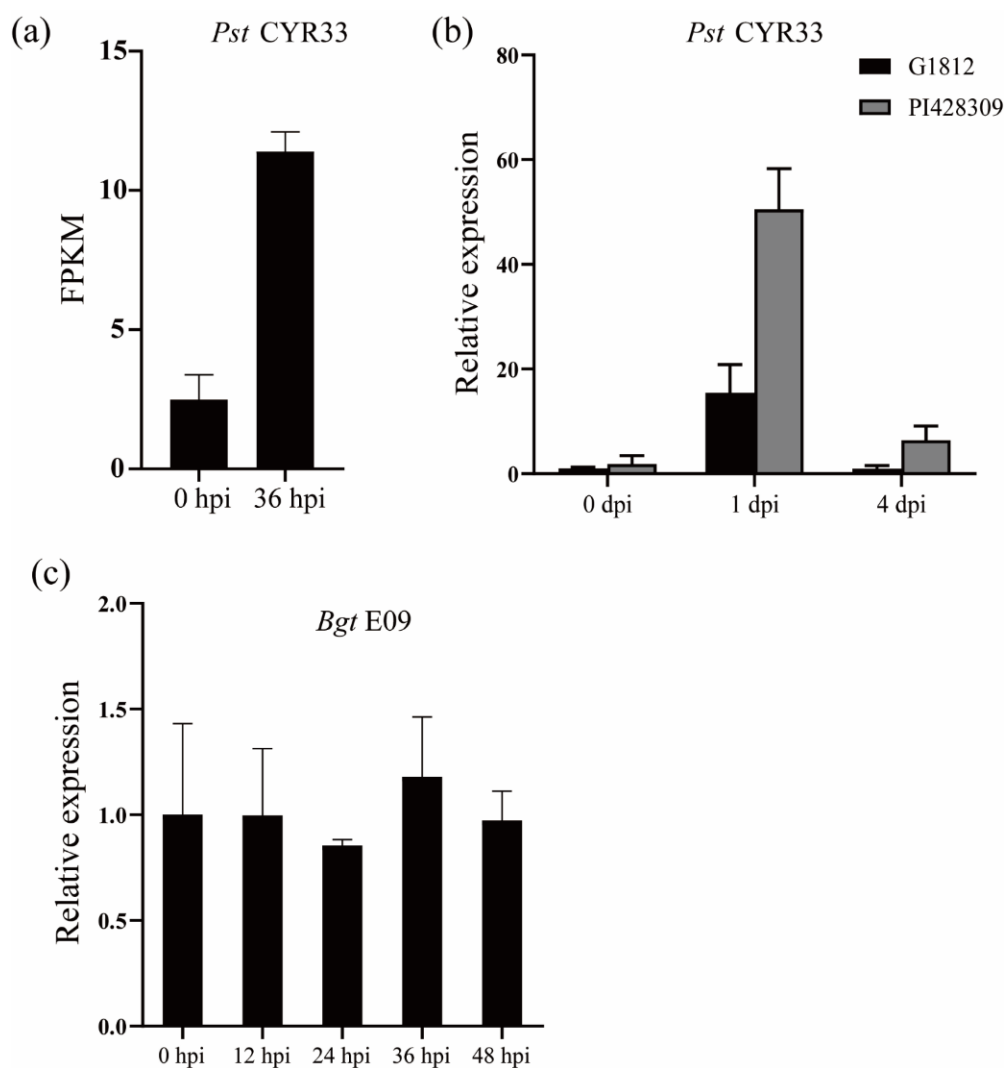 (a)
Pst CYR33
15
10
5
0
FPKM
0 hpi 36 hpi
(b)
Pst CYR33
80
60
40
20
0
Relative expression
G1812
PI428309
0 dpi 1 dpi 4 dpi
(c)
Bgt E09
2.0
1.5
1.0
0.5
0.0
Relative expression
0 hpi 12 hpi 24 hpi 36 hpi 48 hpi